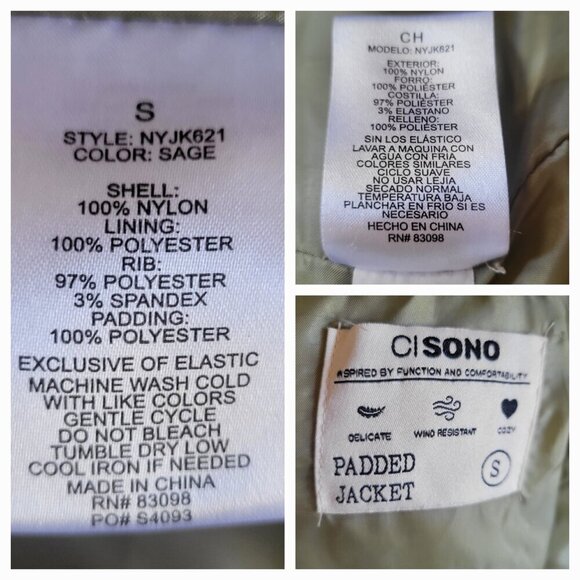 S
STYLE: NYJK621
COLOR: SAGE
SHELL:
100% NYLON
LINING:
100% POLYESTER
RIB:
97% POLYESTER
3% SPANDEX
PADDING:
100% POLYESTER
EXCLUSIVE OF ELASTIC
MACHINE WASH COLD
WITH LIKE COLORS
GENTLE CYCLE
DO NOT BLEACH
TUMBLE DRY LOW
COOL IRON IF NEEDED
MADE IN CHINA
RN# 83098
PO# S4093
CH
MODELO: NYJK621
EXTERIOR:
100% NYLON
FORRO:
100% POLIÉSTER
COSTILLA:
97% POLIÉSTER
3% ELASTANO
RELLENO:
100% POLIÉSTER
SIN LOS ELÁSTICO
LAVAR A MAQUINA CON
AGUA CON FRIA
COLORES SIMILARES
CICLO SUAVE
NO USAR LEJIA
SECADO NORMAL
TEMPERATURA BAJA
PLANCHAR EN FRIO SI ES
NECESARIO
HECHO EN CHINA
RN# 83098
CISONO
INSPIRED BY FUNCTION AND COMFORTABILITY
DELICATE WIND RESISTANT COZY
PADDED
JACKET
S